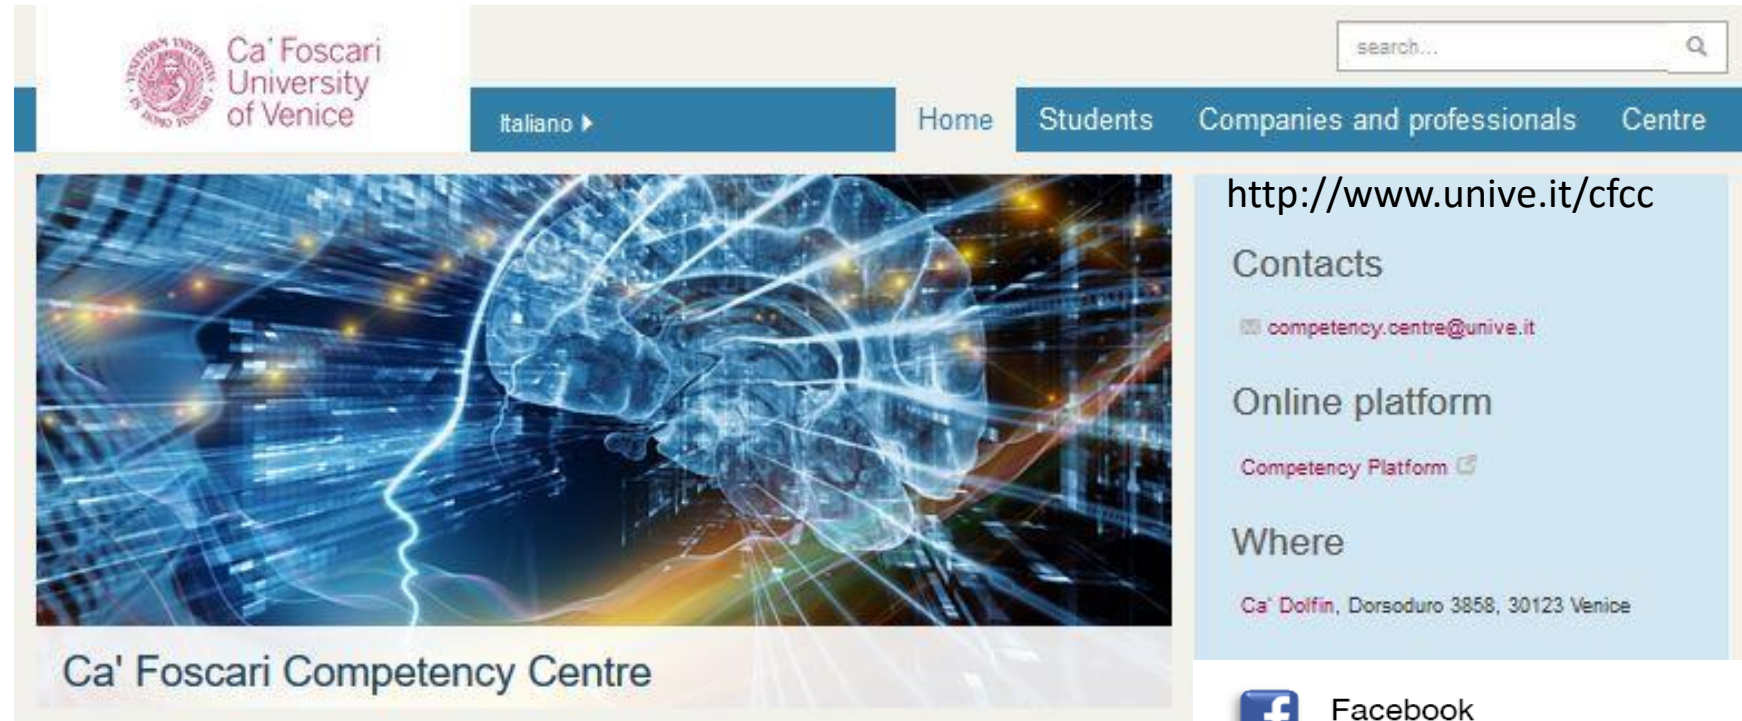 Ca' Foscari
University
of Venice
search...
Italiano
Home Students Companies and professionals Centre
http://www.unive.it/cfcc
Contacts
competency.centre@unive.it
Online platform
Competency Platform
Where
Ca' Dolfin, Dorsoduro 3858, 30123 Venice
Ca' Foscari Competency Centre
Facebook